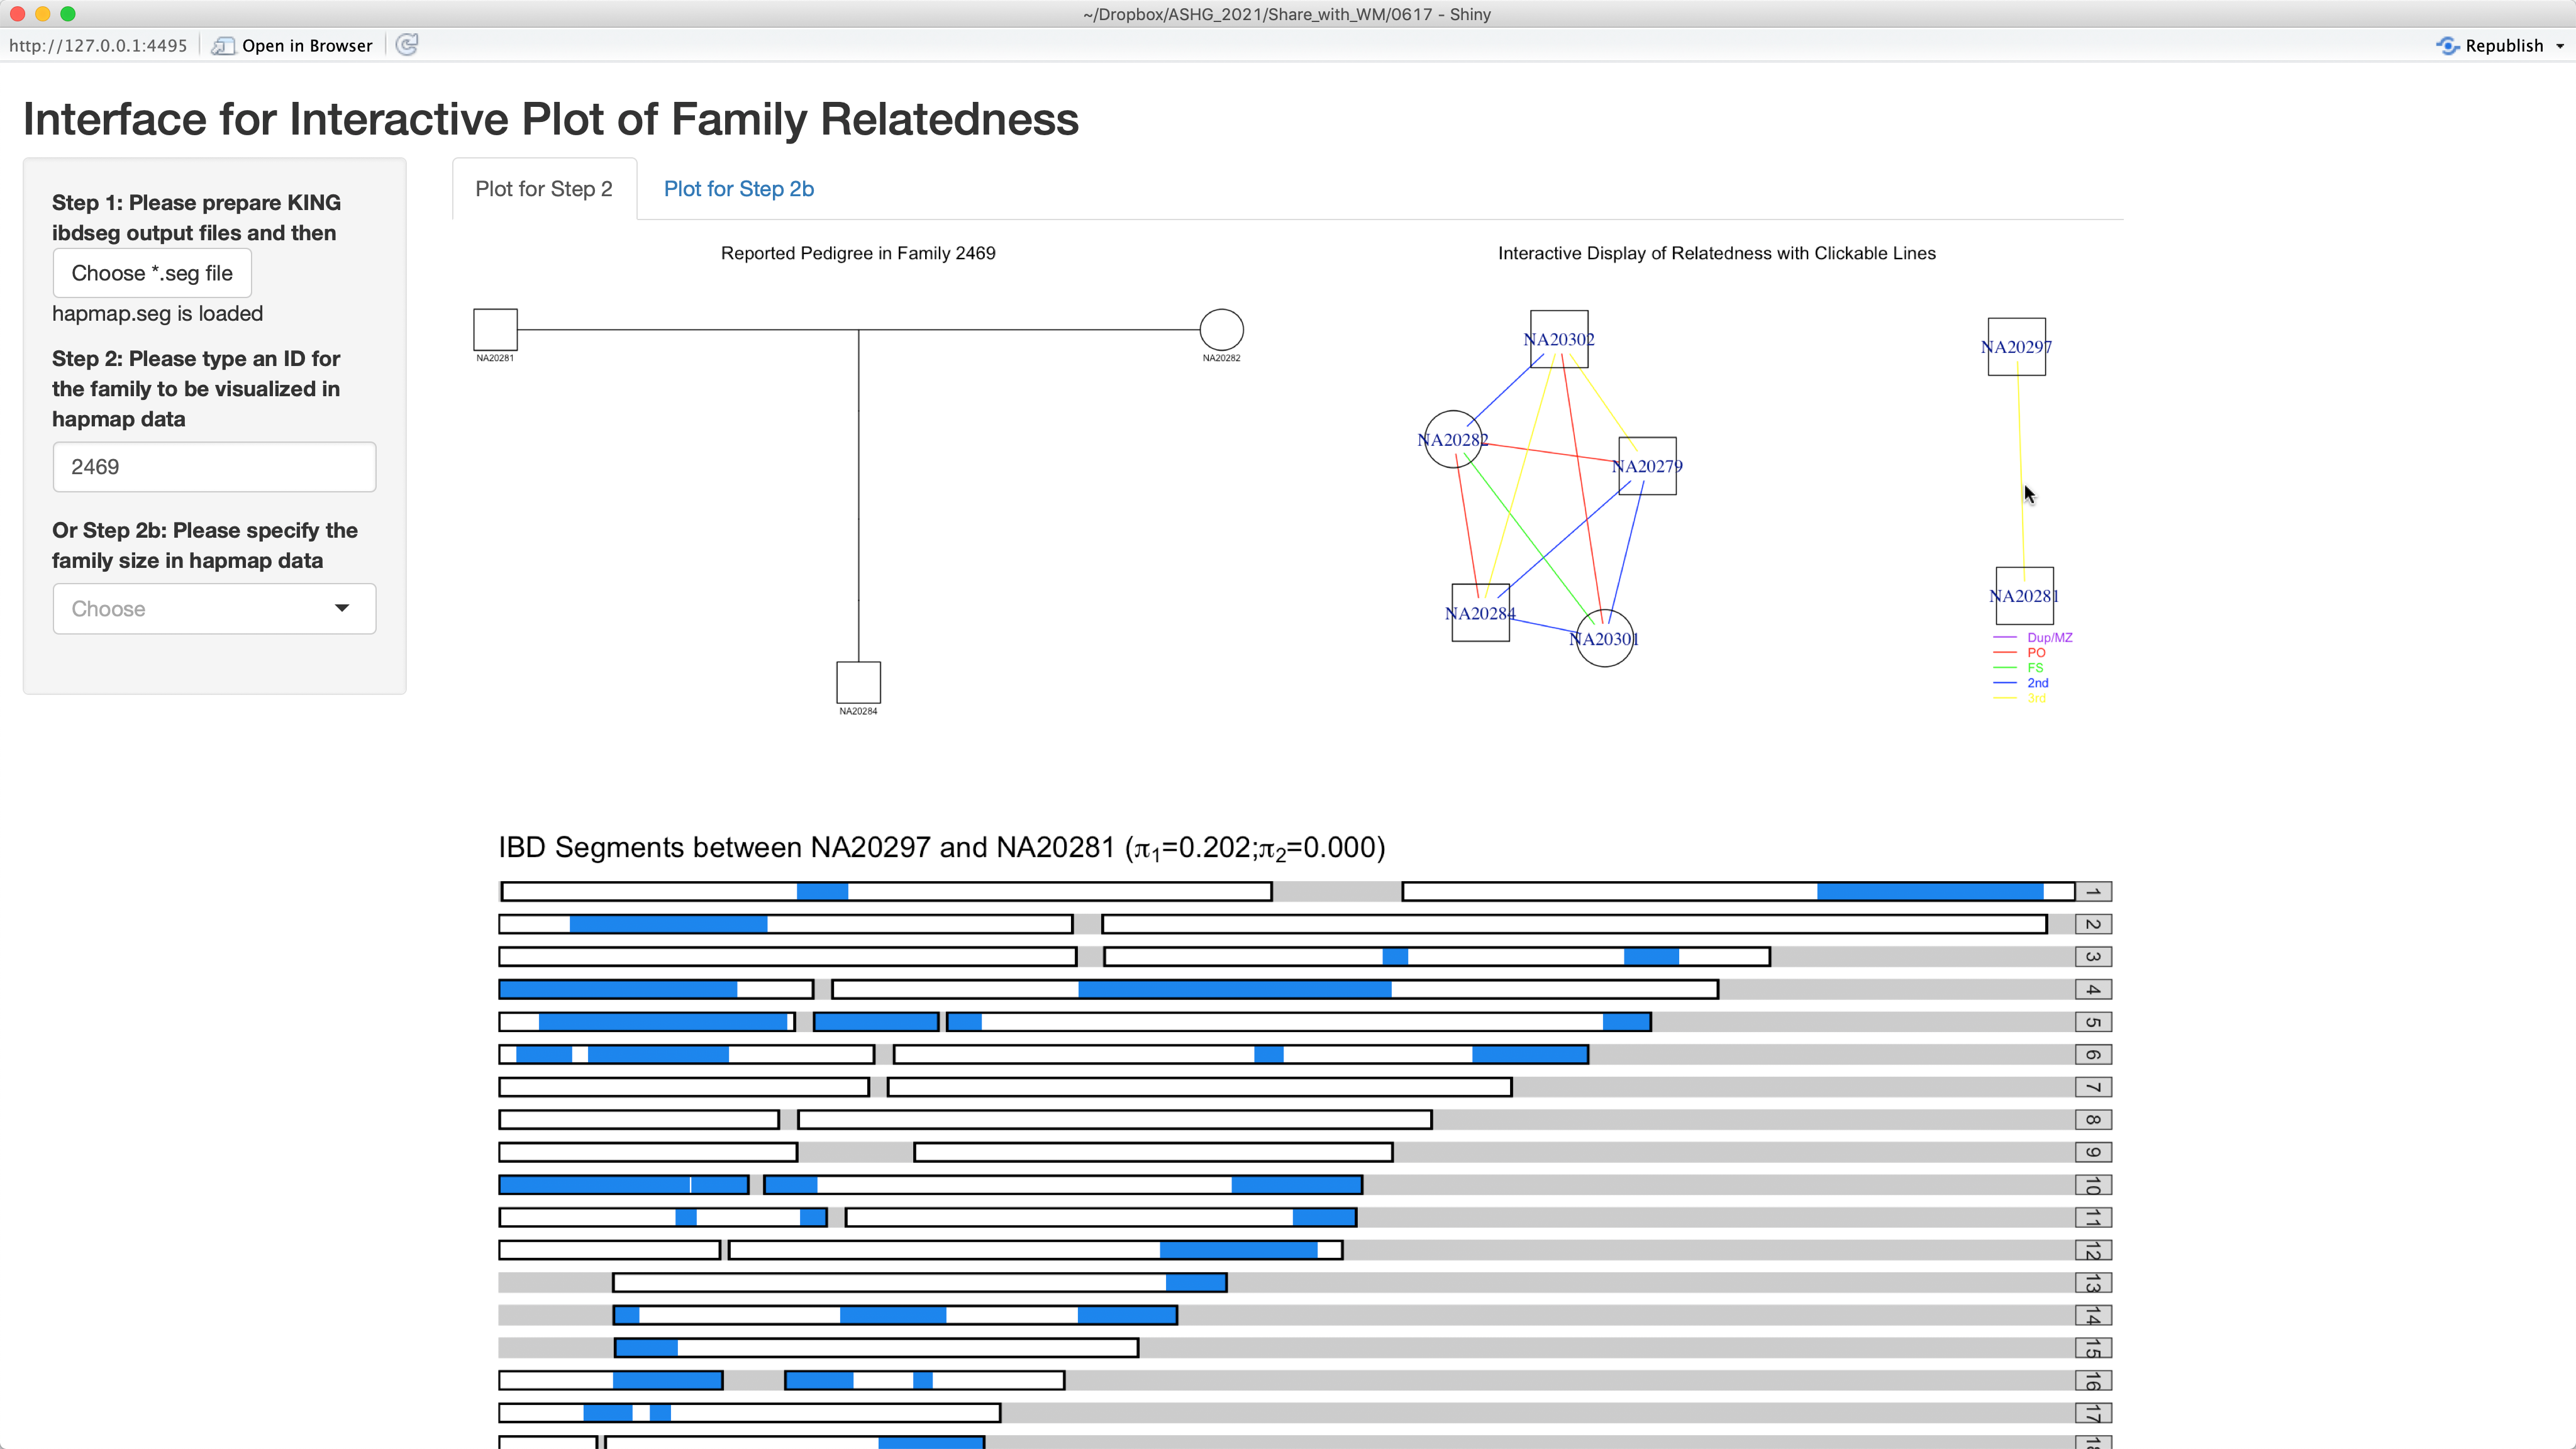 ~/Dropbox/ASHG_2021/Share_with_WM/0617 - Shiny
http://127.0.0.1:4495
Open in Browser
Republish
Interface for Interactive Plot of Family Relatedness
Step 1: Please prepare KING
ibdseg output files and then
Choose *.seg file
hapmap.seg is loaded
Step 2: Please type an ID for
the family to be visualized in
hapmap data
2469
Or Step 2b: Please specify the
family size in hapmap data
Choose
Plot for Step 2
Plot for Step 2b
Reported Pedigree in Family 2469
NA20281
NA20282
NA20284
Interactive Display of Relatedness with Clickable Lines
NA20302
NA20297
NA20282
NA20279
NA20284
NA20301
NA20281
Dup/MZ
PO
FS
2nd
3rd
IBD Segments between NA20297 and NA20281 (π1=0.202;π2=0.000)
1
2
3
4
5
6
7
8
9
10
11
12
13
14
15
16
17